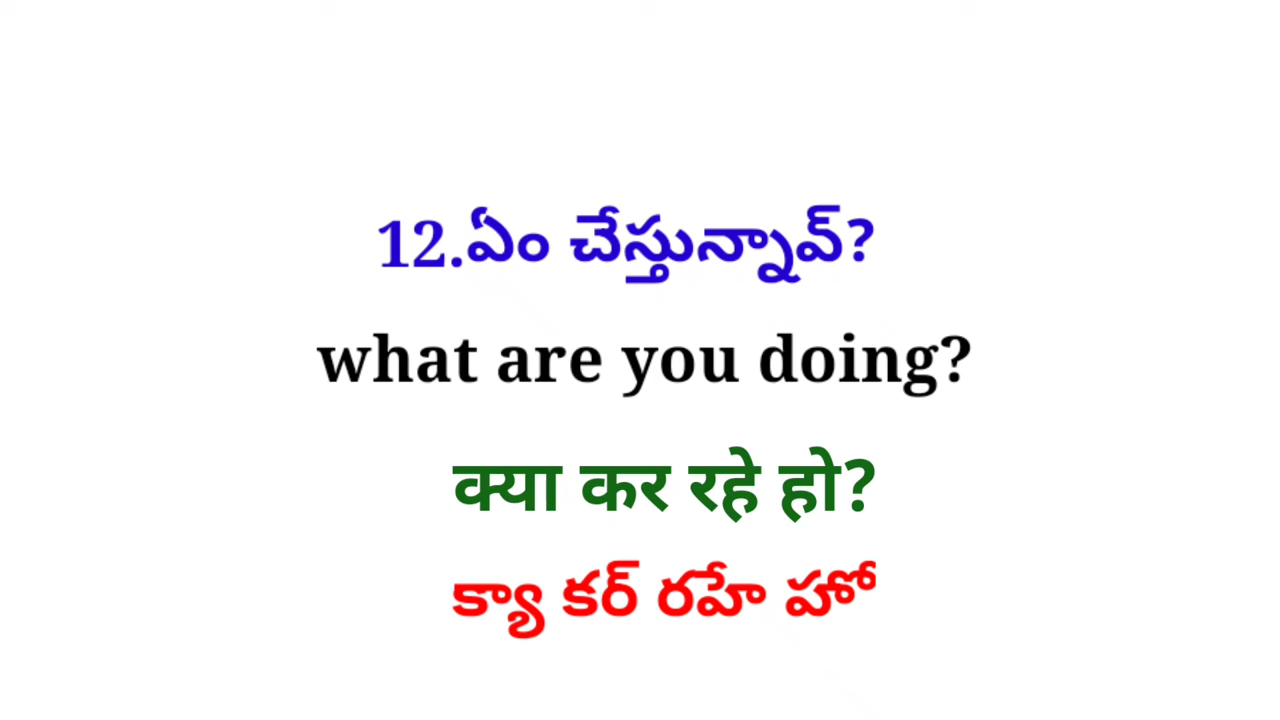 12.ఏం చేస్తున్నావ్?
what are you doing?
क्या कर रहे हो?
క్యా కర్ రహే హో